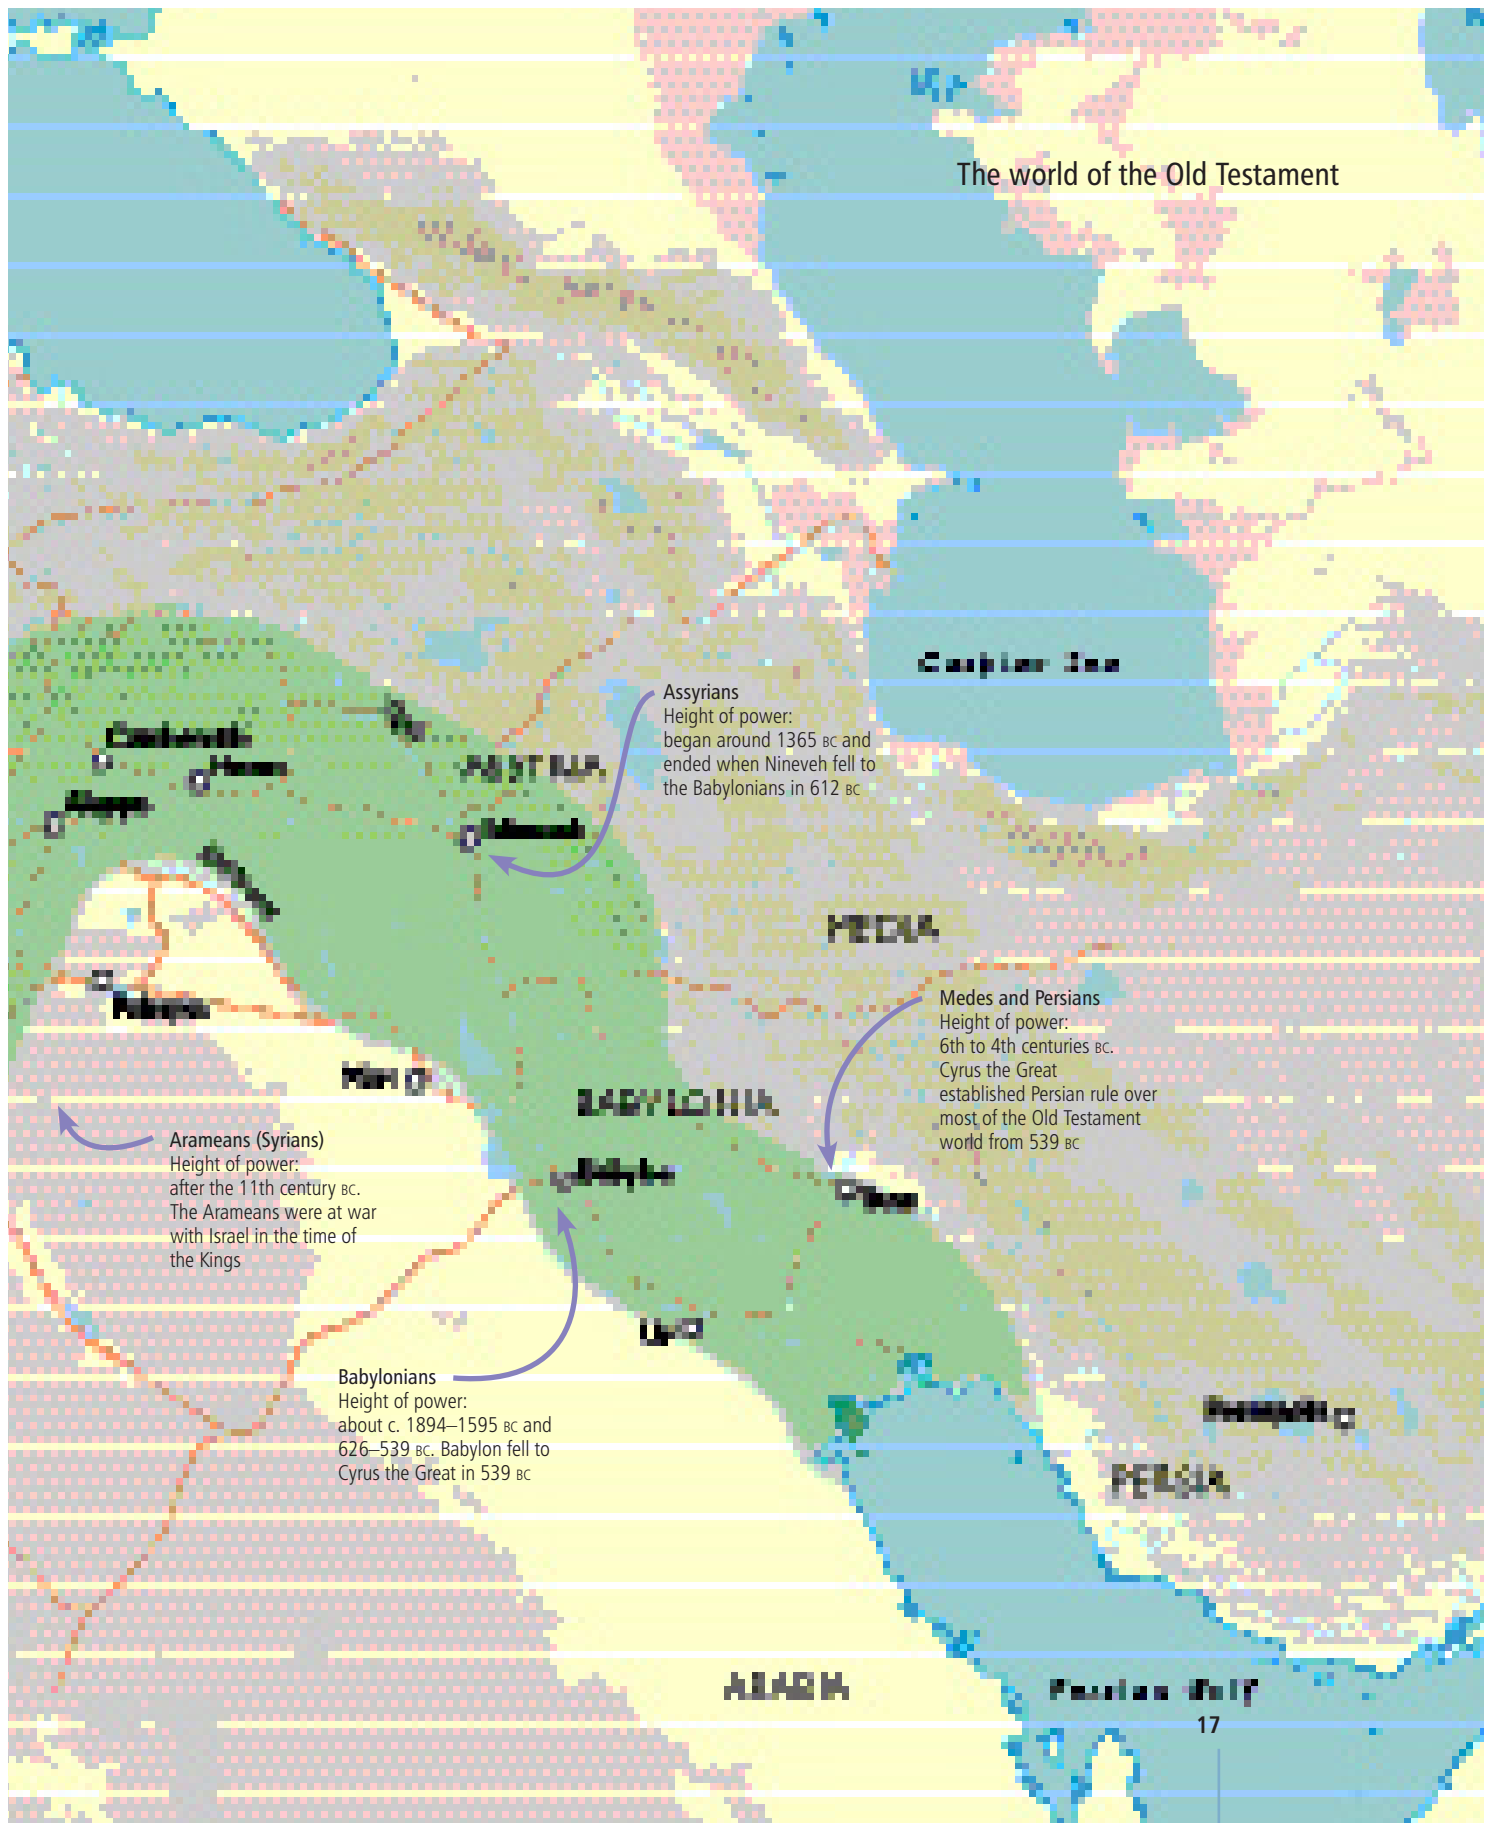 The world of the Old Testament
Assyrians
Height of power:
began around 1365 BC and
ended when Nineveh fell to
the Babylonians in 612 BC
MEDIA
Medes and Persians
Height of power:
6th to 4th centuries BC.
Cyrus the Great
established Persian rule over
most of the Old Testament
world from 539 BC
Mari
BABYLONIA
Arameans (Syrians)
Height of power:
after the 11th century BC.
The Arameans were at war
with Israel in the time of
the Kings
Ur
Babylonians
Height of power:
about c. 1894–1595 BC and
626–539 BC. Babylon fell to
Cyrus the Great in 539 BC
PERSIA
ARABIA
Persian Gulf
17